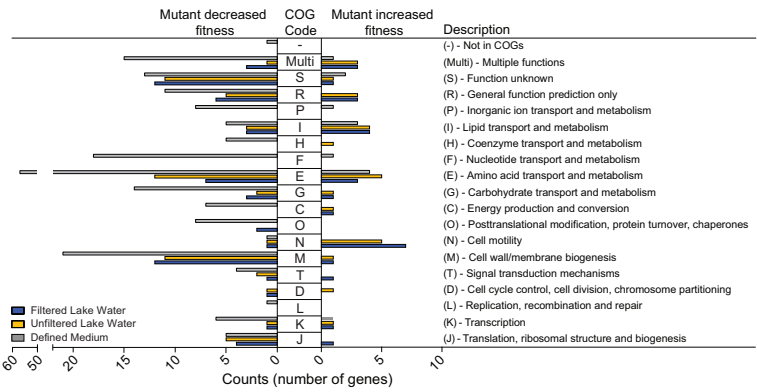 Mutant decreased fitness
COG Code
Mutant increased fitness
Description
-
(-) - Not in COGs
Multi
(Multi) - Multiple functions
S
(S) - Function unknown
R
(R) - General function prediction only
P
(P) - Inorganic ion transport and metabolism
I
(I) - Lipid transport and metabolism
H
(H) - Coenzyme transport and metabolism
F
(F) - Nucleotide transport and metabolism
E
(E) - Amino acid transport and metabolism
G
(G) - Carbohydrate transport and metabolism
C
(C) - Energy production and conversion
O
(O) - Posttranslational modification, protein turnover, chaperones
N
(N) - Cell motility
M
(M) - Cell wall/membrane biogenesis
T
(T) - Signal transduction mechanisms
D
(D) - Cell cycle control, cell division, chromosome partitioning
L
(L) - Replication, recombination and repair
K
(K) - Transcription
J
(J) - Translation, ribosomal structure and biogenesis
Filtered Lake Water
Unfiltered Lake Water
Defined Medium
60 50 20 15 10 5 0 0 5 10
Counts (number of genes)